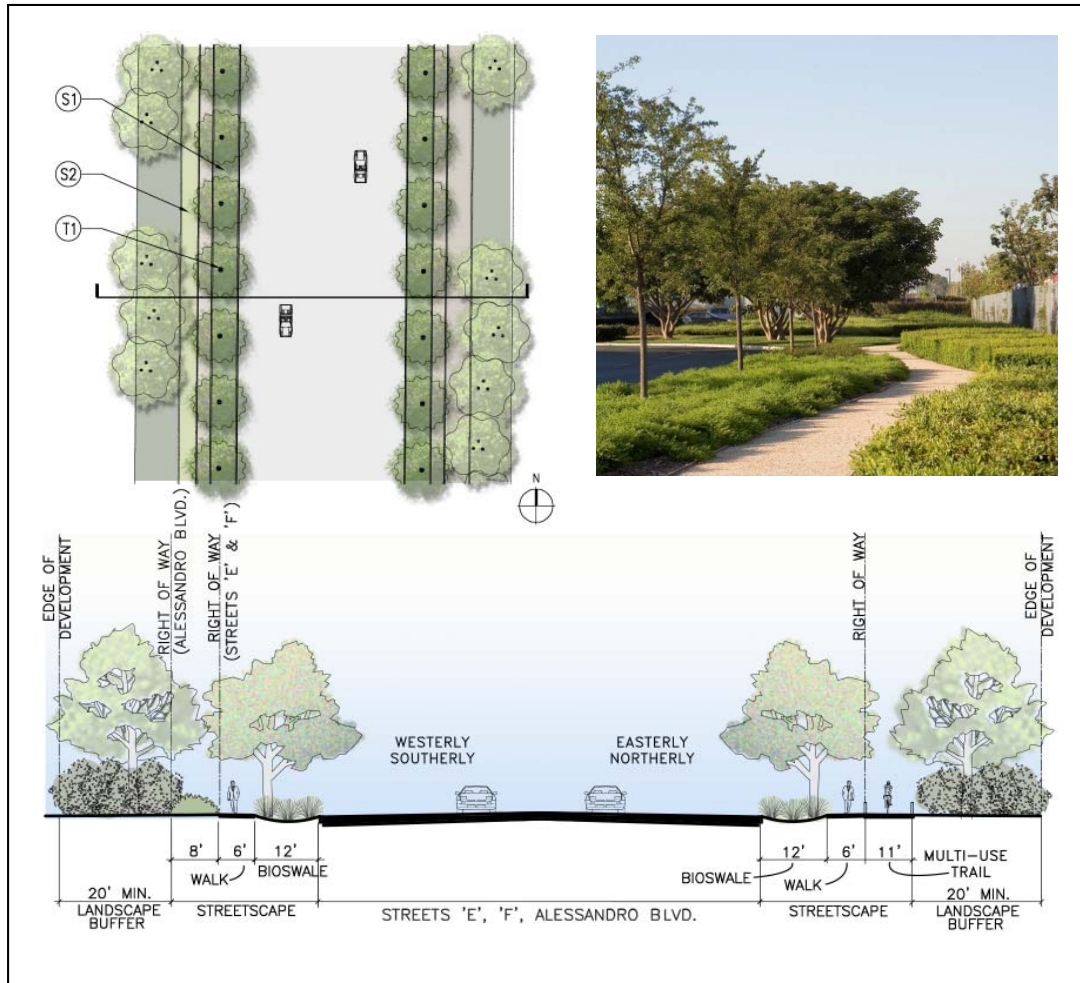 S1
S2
T1
N
EDGE OF
DEVELOPMENT
RIGHT OF WAY
(ALESSANDRO BLVD.)
RIGHT OF WAY
(STREETS 'E' & 'F')
RIGHT OF WAY
EDGE OF
DEVELOPMENT
WESTERLY
SOUTHERLY
EASTERLY
NORTHERLY
8' 6' 12'
WALK BIOSWALE
20' MIN.
LANDSCAPE
BUFFER
STREETSCAPE
STREETS 'E', 'F', ALESSANDRO BLVD.
12' 6' 11'
BIOSWALE WALK
MULTI-USE
TRAIL
STREETSCAPE
20' MIN.
LANDSCAPE
BUFFER